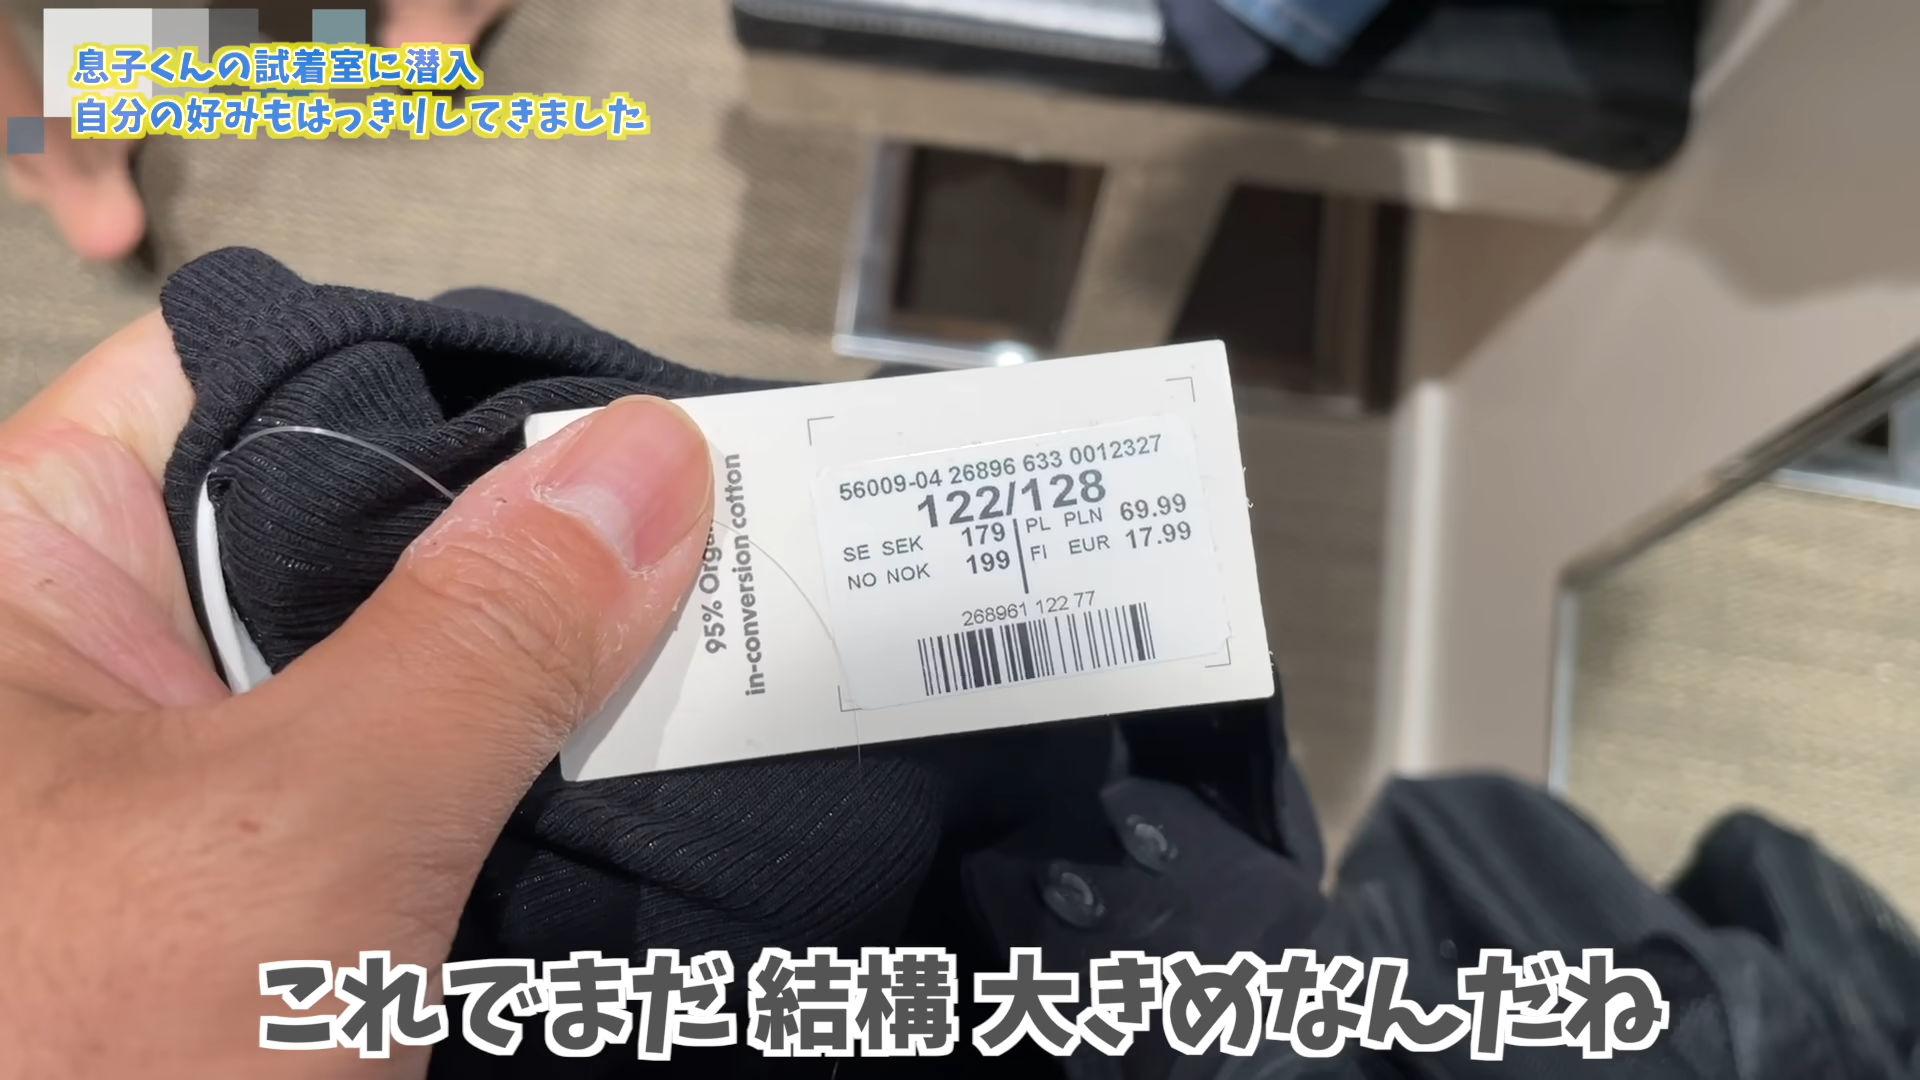 息子くんの試着室に潜入
自分の好みもはっきりしてきました
95% Orga
in-conversion cotton
56009-04 26896 633 0012327
122/128
SE SEK 179 PL PLN 69.99
NO NOK 199 FI EUR 17.99
268961 122 77
これでまだ 結構 大きめなんだね